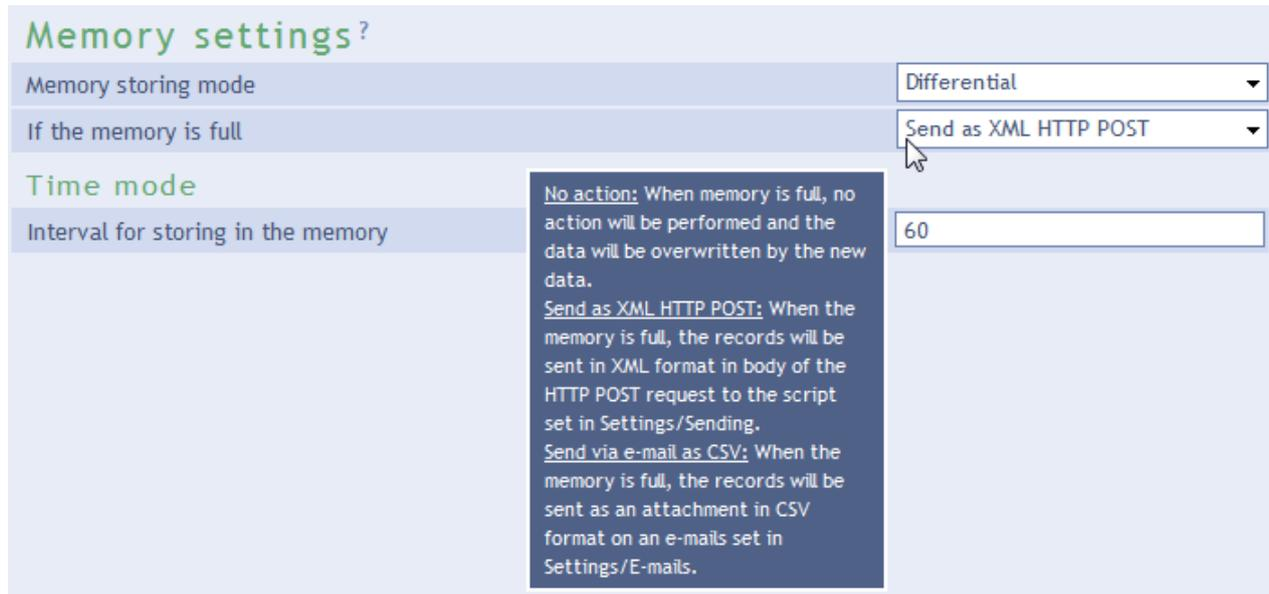 Memory settings?
Memory storing mode
Differential
If the memory is full
Send as XML HTTP POST
Time mode
Interval for storing in the memory
60
No action: When memory is full, no
action will be performed and the
data will be overwritten by the new
data.
Send as XML HTTP POST: When the
memory is full, the records will be
sent in XML format in body of the
HTTP POST request to the script
set in Settings/Sending.
Send via e-mail as CSV: When the
memory is full, the records will be
sent as an attachment in CSV
format on an e-mails set in
Settings/E-mails.